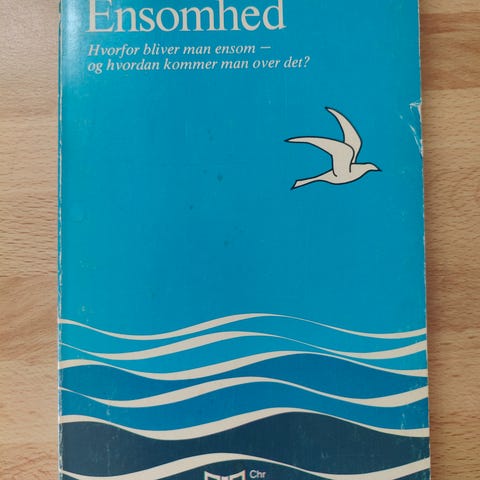 Ensomhed
Hvorfor bliver man ensom —
og hvordan kommer man over det?
Chr